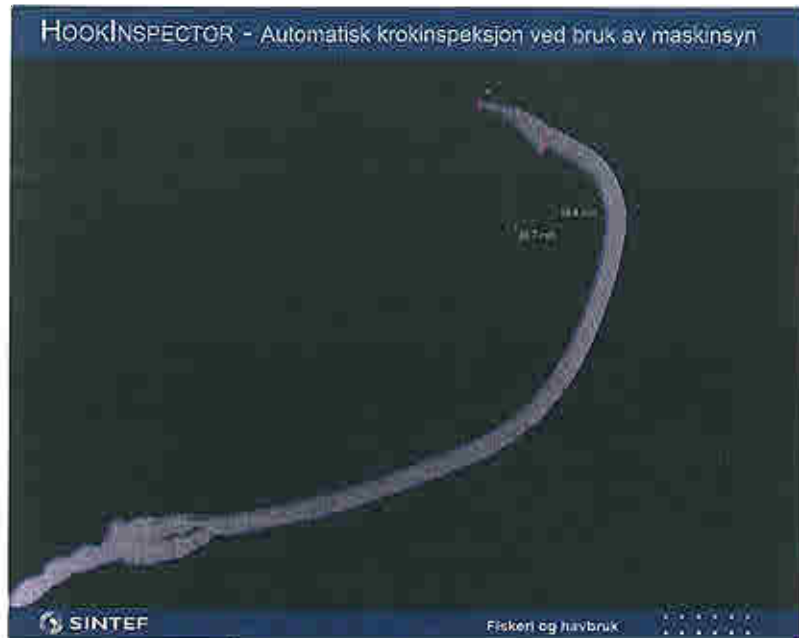 HOOKINSPECTOR - Automatisk krokinspeksjon ved bruk av maskinsyn
SINTEF
Fiskeri og havbruk